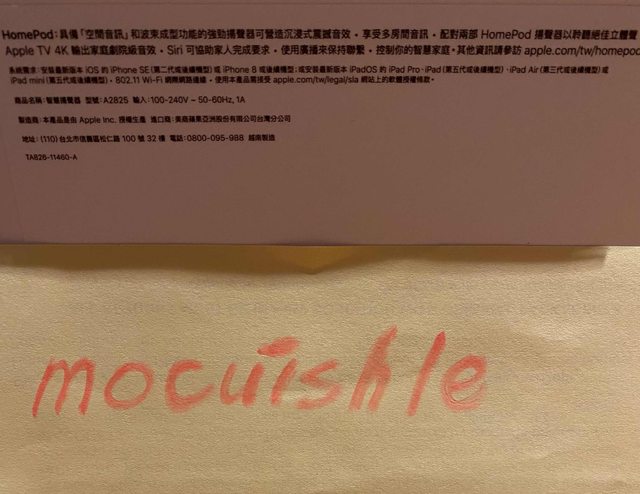 HomePod:具備「空間音訊」和波束成型功能的強勁揚聲器可營造沉浸式震撼音效・享受多房間音訊・配對兩部 HomePod 揚聲器以聆聽絕佳立體聲
Apple TV 4K 輸出家庭劇院級音效・Siri 可協助家人完成要求・使用廣播來保持聯繫・控制你的智慧家庭・其他資訊請參訪 apple.com/tw/homepod
系統需求:安裝最新版本 iOS 的 iPhone SE (第二代或後續機型) 或 iPhone 8 或後續機型;或安裝最新版本 iPadOS 的 iPad Pro、iPad (第五代或後續機型)、iPad Air (第三代或後續機型) 或
iPad mini (第五代或後續機型)・802.11 Wi-Fi 網際網路連線・使用本產品需接受 apple.com/tw/legal/sla 網站上的軟體授權條款。
商品名稱:智慧揚聲器 型號:A2825 輸入:100-240V ~ 50-60Hz, 1A
製造商:本產品是由 Apple Inc. 授權生產 進口商:美商蘋果亞洲股份有限公司台灣分公司
地址:(110) 台北市信義區松仁路 100 號 32 樓 電話:0800-095-988 越南製造
TA826-11460-A
mocuishle